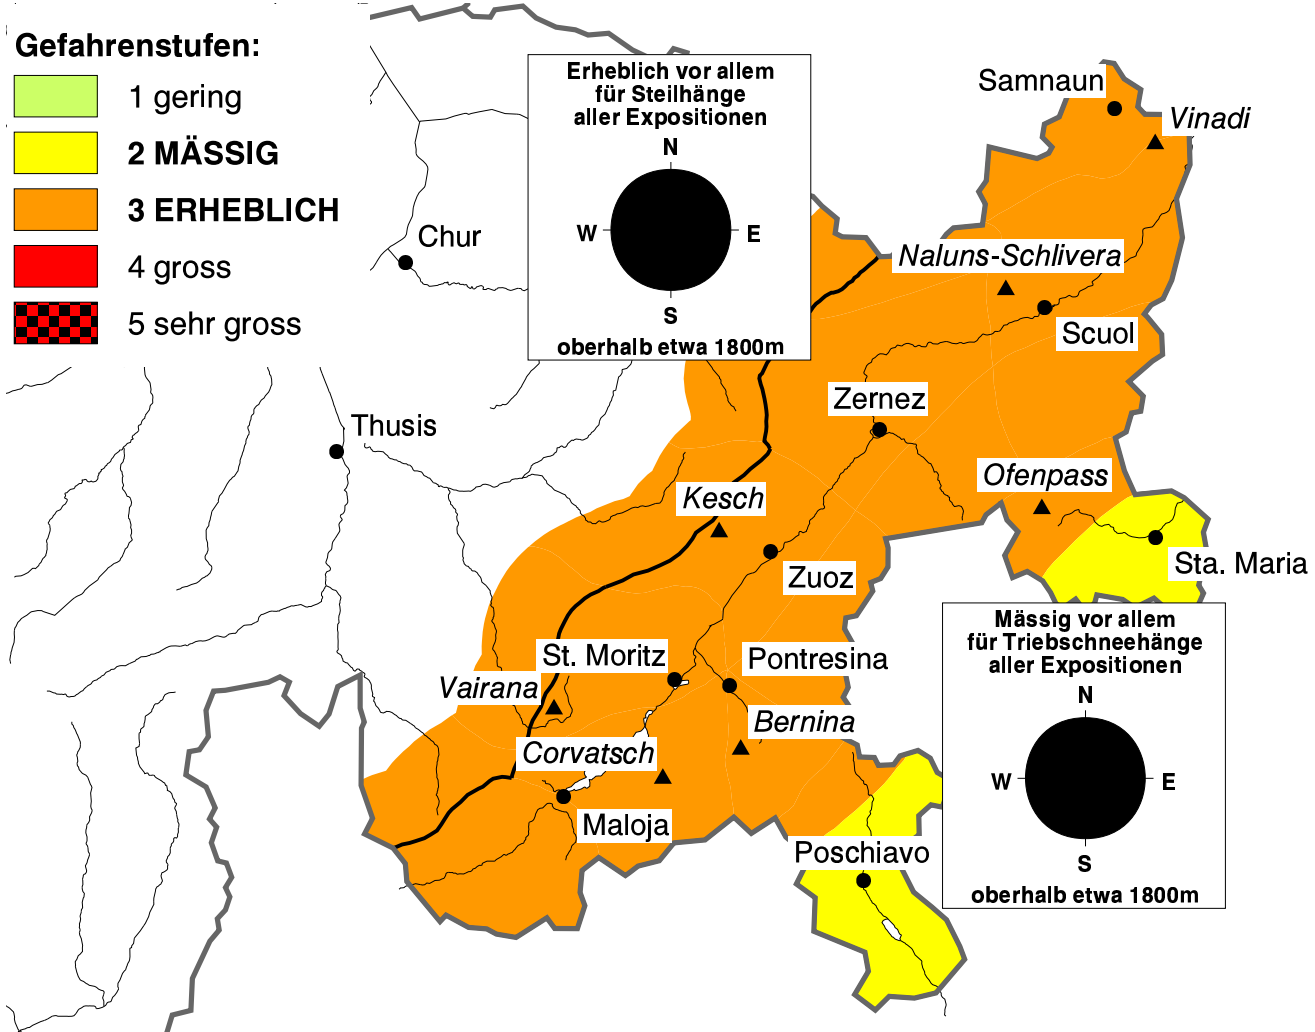 Gefahrenstufen:
1 gering
2 MÄSSIG
3 ERHEBLICH
4 gross
5 sehr gross
Erheblich vor allem
für Steilhänge
aller Expositionen
N
W
E
S
oberhalb etwa 1800m
Samnaun
Vinadi
Chur
Naluns-Schlivera
Scuol
Zernez
Thusis
Ofenpass
Kesch
Zuoz
Sta. Maria
St. Moritz
Pontresina
Vairana
Bernina
Corvatsch
Maloja
Poschiavo
Mässig vor allem
für Triebschneehänge
aller Expositionen
N
W
E
S
oberhalb etwa 1800m